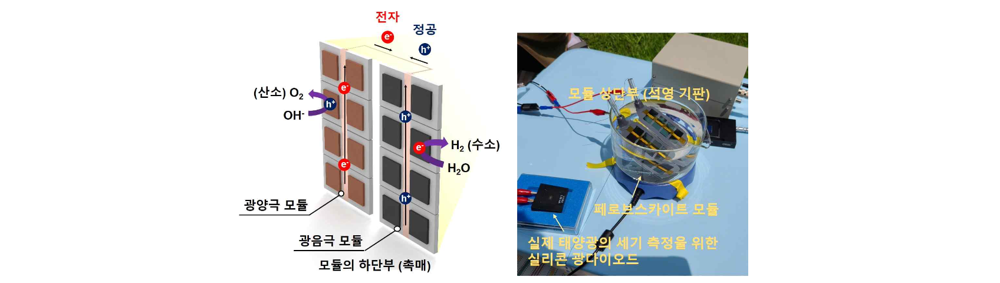 전자
e-
정공
h+
e-
(산소) O2
h+
OH-
h+
e-
H2 (수소)
H2O
e-
h+
광양극 모듈
광음극 모듈
모듈의 하단부 (촉매)
모듈 상단부 (석영 기판)
페로브스카이트 모듈
실제 태양광의 세기 측정을 위한
실리콘 광다이오드